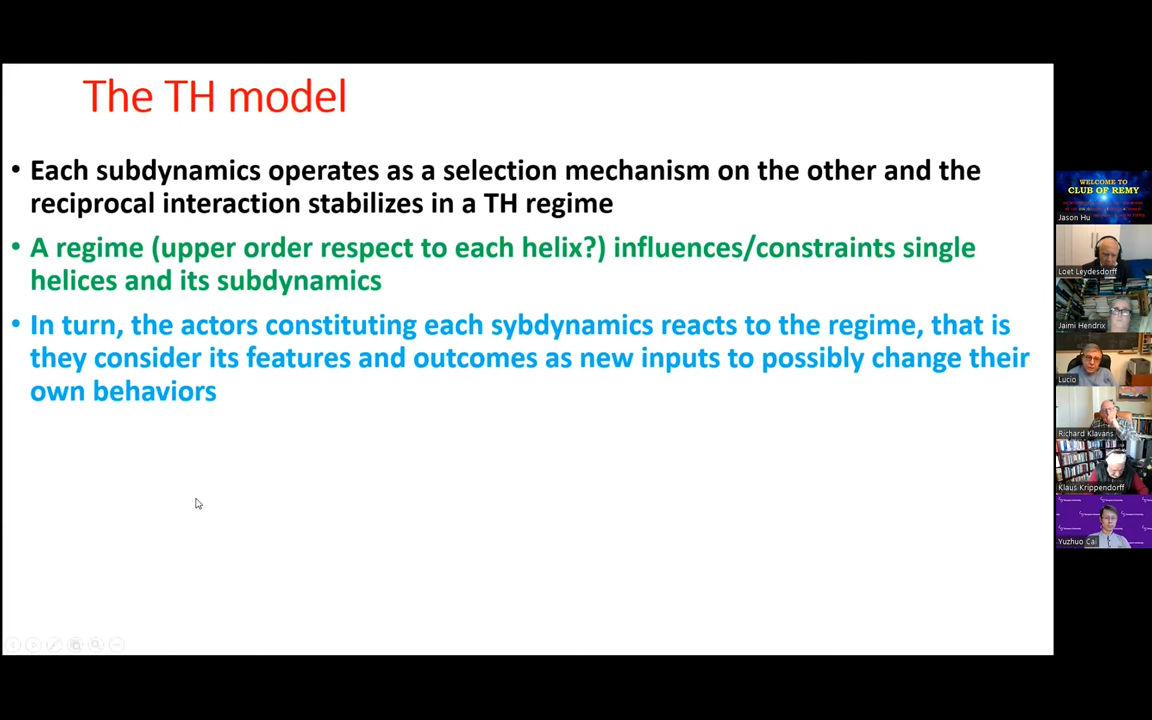 The TH model
• Each subdynamics operates as a selection mechanism on the other and the
reciprocal interaction stabilizes in a TH regime
• A regime (upper order respect to each helix?) influences/constraints single
helices and its subdynamics
• In turn, the actors constituting each sybdynamics reacts to the regime, that is
they consider its features and outcomes as new inputs to possibly change their
own behaviors
WELCOME TO
CLUB OF REMY
Jason Hu
Loet Leydesdorff
Jaimi Hendrix
Lucio
Richard Klavans
Klaus Krippendorff
Yuzhuo Cai